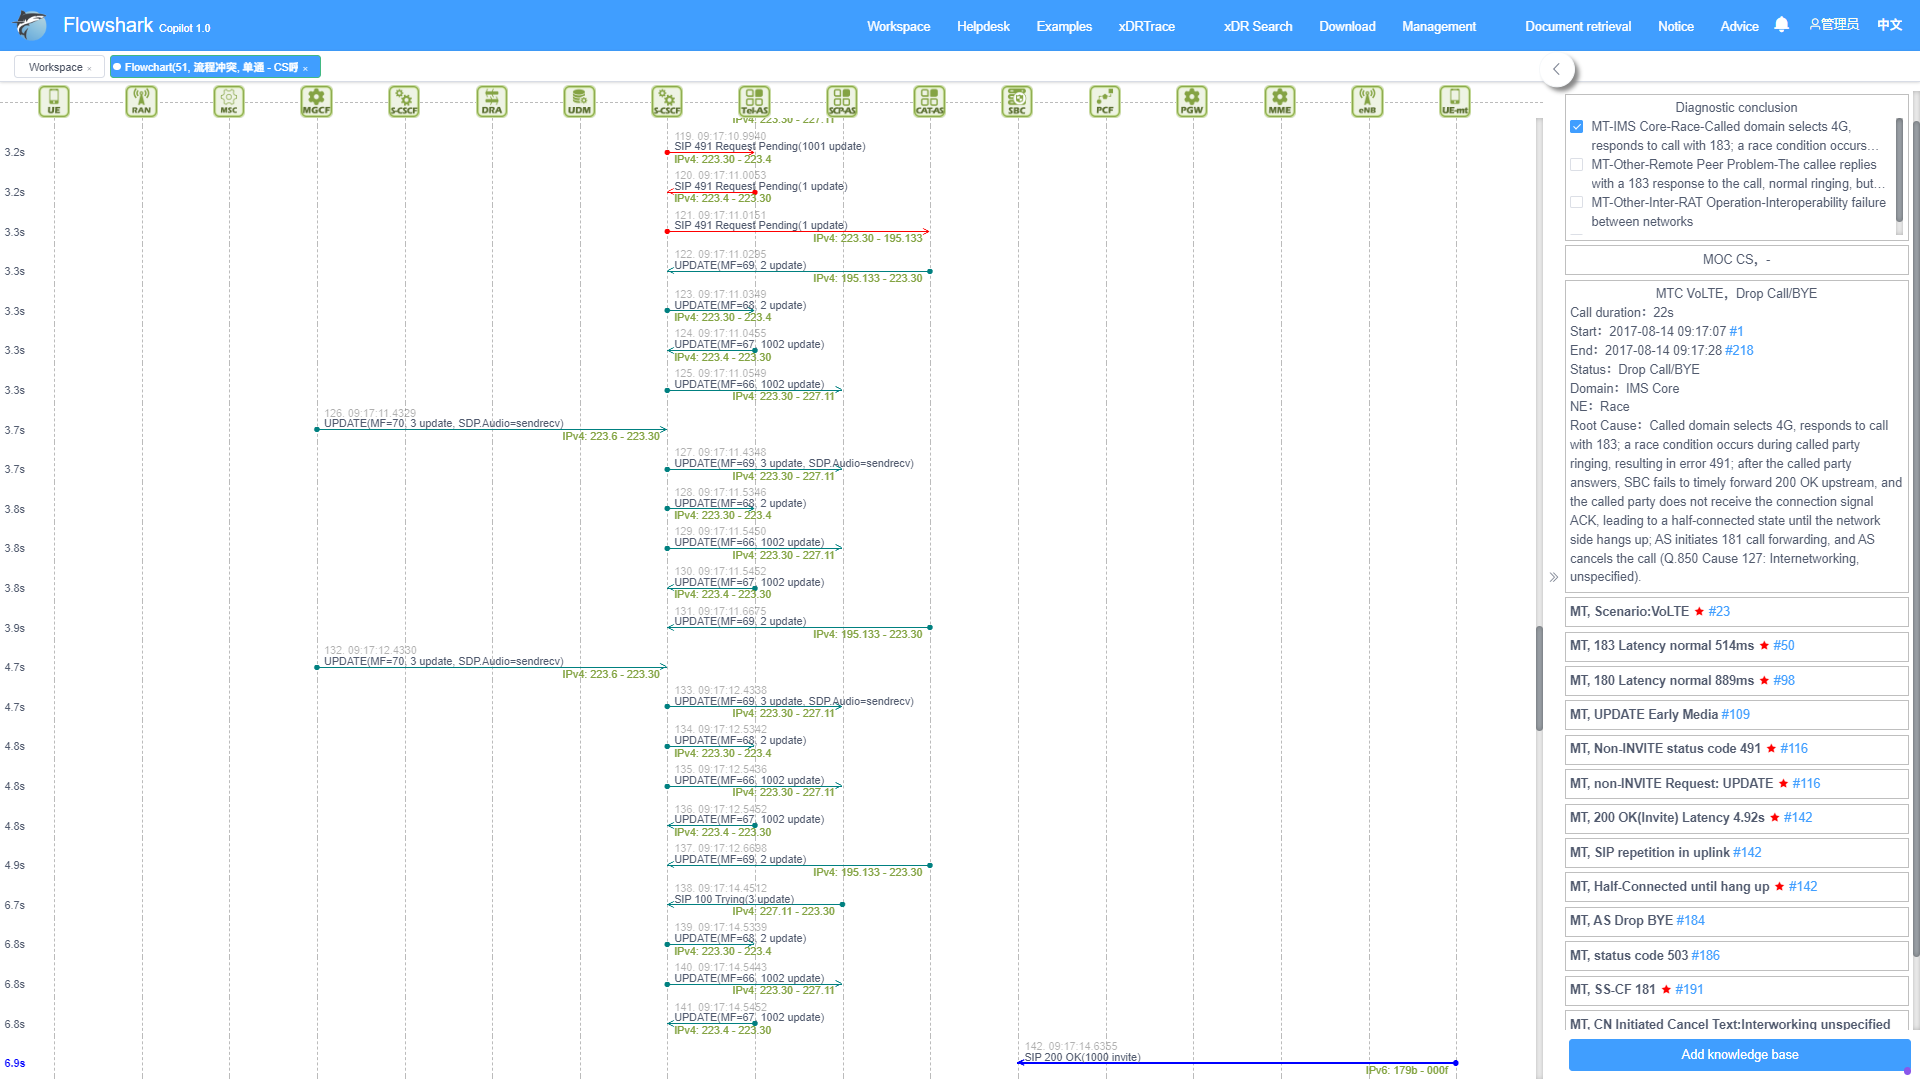 Flowshark Copilot 1.0
Workspace Helpdesk Examples xDRTrace xDR Search Download Management Document retrieval Notice Advice 管理员 中文
Workspace × Flowchart(51, 流程冲突, 单通 - CS呼 ×
UE RAN MSC MGCF S-CSCF DRA UDM S-CSCF Tel-AS SCP-AS CAT-AS SBC PCF PGW MME eNB UE-mt
IPv4: 223.30 - 227.11
119. 09:17:10.9940
3.2s SIP 491 Request Pending(1001 update)
IPv4: 223.30 - 223.4
120. 09:17:11.0053
3.2s SIP 491 Request Pending(1 update)
IPv4: 223.4 - 223.30
121. 09:17:11.0151
3.3s SIP 491 Request Pending(1 update)
IPv4: 223.30 - 195.133
122. 09:17:11.0295
3.3s UPDATE(MF=69, 2 update)
IPv4: 195.133 - 223.30
123. 09:17:11.0349
3.3s UPDATE(MF=68, 2 update)
IPv4: 223.30 - 223.4
124. 09:17:11.0455
3.3s UPDATE(MF=67, 1002 update)
IPv4: 223.4 - 223.30
125. 09:17:11.0549
3.3s UPDATE(MF=66, 1002 update)
IPv4: 223.30 - 227.11
126. 09:17:11.4329
3.7s UPDATE(MF=70, 3 update, SDP.Audio=sendrecv)
IPv4: 223.6 - 223.30
127. 09:17:11.4348
3.7s UPDATE(MF=69, 3 update, SDP.Audio=sendrecv)
IPv4: 223.30 - 227.11
128. 09:17:11.5346
3.8s UPDATE(MF=68, 2 update)
IPv4: 223.30 - 223.4
129. 09:17:11.5450
3.8s UPDATE(MF=66, 1002 update)
IPv4: 223.30 - 227.11
130. 09:17:11.5452
3.8s UPDATE(MF=67, 1002 update)
IPv4: 223.4 - 223.30
131. 09:17:11.6675
3.9s UPDATE(MF=69, 2 update)
IPv4: 195.133 - 223.30
132. 09:17:12.4330
4.7s UPDATE(MF=70, 3 update, SDP.Audio=sendrecv)
IPv4: 223.6 - 223.30
133. 09:17:12.4338
4.7s UPDATE(MF=69, 3 update, SDP.Audio=sendrecv)
IPv4: 223.30 - 227.11
134. 09:17:12.5342
4.8s UPDATE(MF=68, 2 update)
IPv4: 223.30 - 223.4
135. 09:17:12.5436
4.8s UPDATE(MF=66, 1002 update)
IPv4: 223.30 - 227.11
136. 09:17:12.5452
4.8s UPDATE(MF=67, 1002 update)
IPv4: 223.4 - 223.30
137. 09:17:12.6698
4.9s UPDATE(MF=69, 2 update)
IPv4: 195.133 - 223.30
138. 09:17:14.4512
6.7s SIP 100 Trying(3 update)
IPv4: 227.11 - 223.30
139. 09:17:14.5339
6.8s UPDATE(MF=68, 2 update)
IPv4: 223.30 - 223.4
140. 09:17:14.5443
6.8s UPDATE(MF=66, 1002 update)
IPv4: 223.30 - 227.11
141. 09:17:14.5452
6.8s UPDATE(MF=67, 1002 update)
IPv4: 223.4 - 223.30
142. 09:17:14.6355
6.9s SIP 200 OK(1000 invite)
IPv6: 179b - 000f
Diagnostic conclusion
MT-IMS Core-Race-Called domain selects 4G,
responds to call with 183; a race condition occurs...
MT-Other-Remote Peer Problem-The callee replies
with a 183 response to the call, normal ringing, but...
MT-Other-Inter-RAT Operation-Interoperability failure
between networks
MOC CS, -
MTC VoLTE, Drop Call/BYE
Call duration: 22s
Start: 2017-08-14 09:17:07 #1
End: 2017-08-14 09:17:28 #218
Status: Drop Call/BYE
Domain: IMS Core
NE: Race
Root Cause: Called domain selects 4G, responds to call
with 183; a race condition occurs during called party
ringing, resulting in error 491; after the called party
answers, SBC fails to timely forward 200 OK upstream, and
the called party does not receive the connection signal
ACK, leading to a half-connected state until the network
side hangs up; AS initiates 181 call forwarding, and AS
cancels the call (Q.850 Cause 127: Internetworking,
unspecified).
MT, Scenario:VoLTE ★ #23
MT, 183 Latency normal 514ms ★ #50
MT, 180 Latency normal 889ms ★ #98
MT, UPDATE Early Media #109
MT, Non-INVITE status code 491 ★ #116
MT, non-INVITE Request: UPDATE ★ #116
MT, 200 OK(Invite) Latency 4.92s ★ #142
MT, SIP repetition in uplink #142
MT, Half-Connected until hang up ★ #142
MT, AS Drop BYE #184
MT, status code 503 #186
MT, SS-CF 181 ★ #191
MT, CN Initiated Cancel Text:Interworking unspecified
Add knowledge base